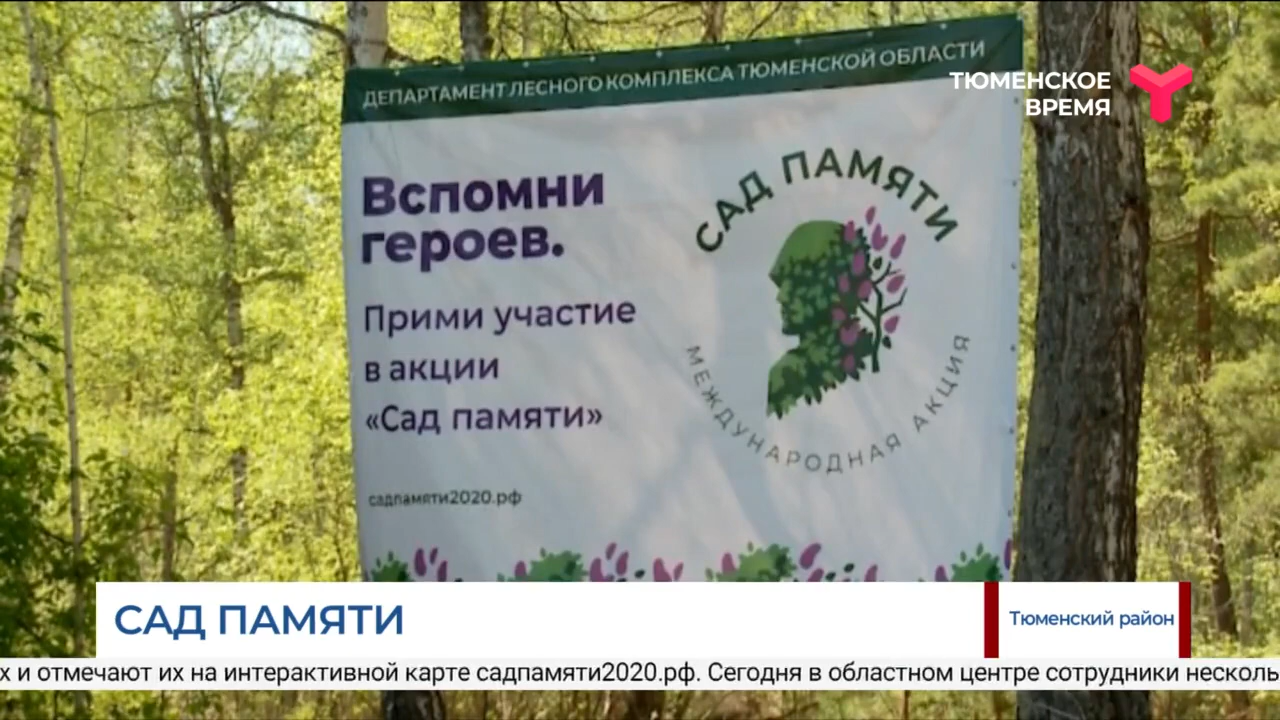 ДЕПАРТАМЕНТ ЛЕСНОГО КОМПЛЕКСА ТЮМЕНСКОЙ ОБЛАСТИ
ТЮМЕНСКОЕ
ВРЕМЯ
Вспомни
героев.
Прими участие
в акции
«Сад памяти»
садпамяти2020.рф
САД ПАМЯТИ
МЕЖДУНАРОДНАЯ АКЦИЯ
САД ПАМЯТИ
Тюменский район
х и отмечают их на интерактивной карте садпамяти2020.рф. Сегодня в областном центре сотрудники несколь